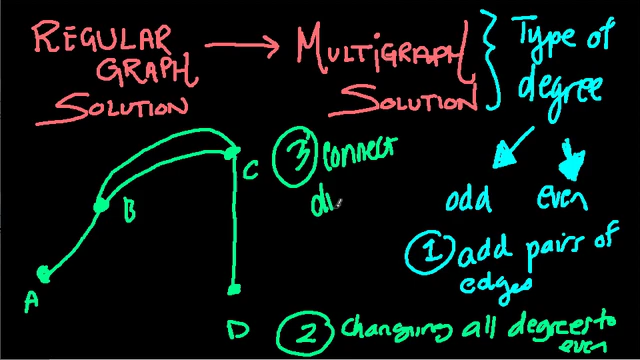 REGULAR
GRAPH
SOLUTION
MULTIGRAPH
SOLUTION
Type of
degree
odd even
① add pairs of
edges
③ connect
di
A
B
C
D
② Changing all degrees to
even